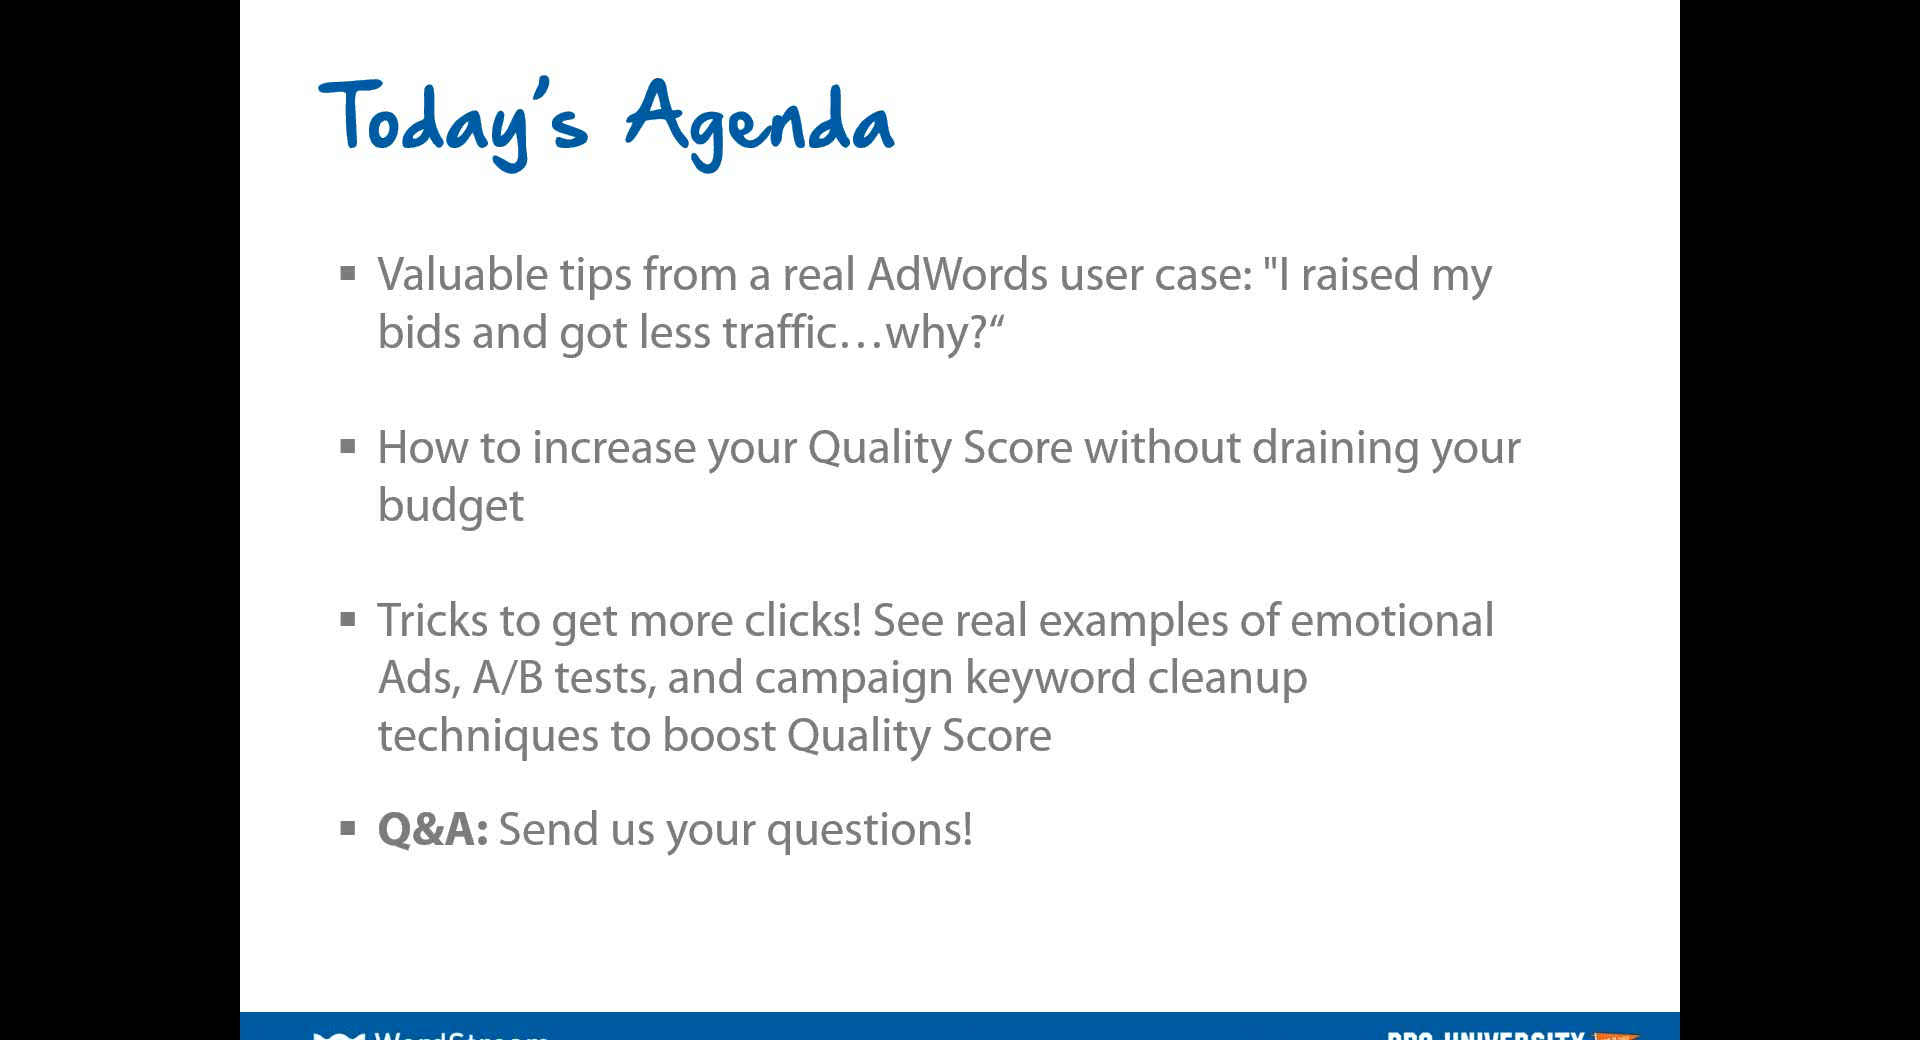 Today's Agenda
▪ Valuable tips from a real AdWords user case: "I raised my
bids and got less traffic…why?“
▪ How to increase your Quality Score without draining your
budget
▪ Tricks to get more clicks! See real examples of emotional
Ads, A/B tests, and campaign keyword cleanup
techniques to boost Quality Score
▪ Q&A: Send us your questions!
WordStream
PPC UNIVERSITY